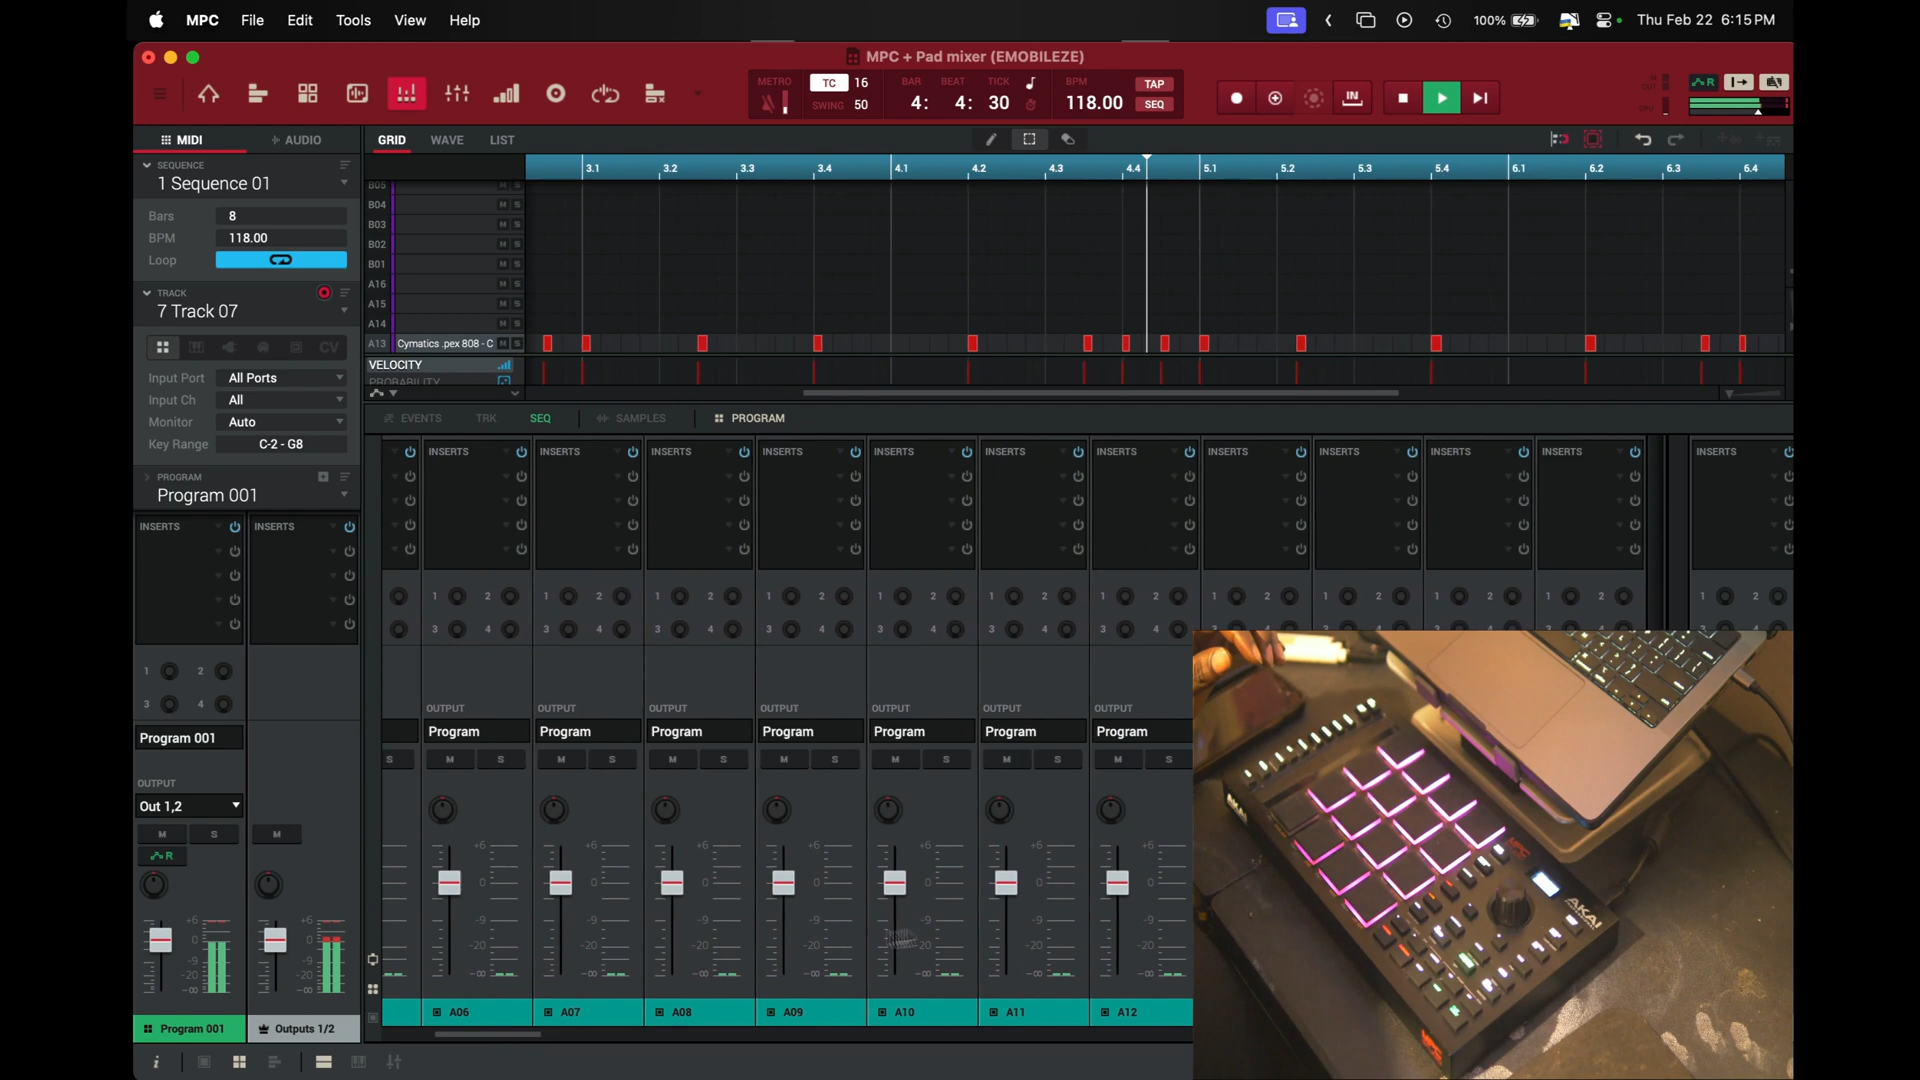 MPC File Edit Tools View Help 100% Thu Feb 22 6:15 PM
MPC + Pad mixer (EMOBILEZE)
METRO TC 16 BAR BEAT TICK BPM TAP
SWING 50 4: 4: 30 118.00 SEQ IN
MIDI AUDIO GRID WAVE LIST
SEQUENCE
1 Sequence 01
3.1 3.2 3.3 3.4 4.1 4.2 4.3 4.4 5.1 5.2 5.3 5.4 6.1 6.2 6.3 6.4
Bars 8
BPM 118.00
Loop
TRACK
7 Track 07
CV
Input Port All Ports
Input Ch All
Monitor Auto
Key Range C-2 - G8
PROGRAM
Program 001
B05 M S
B04 M S
B03 M S
B02 M S
B01 M S
A16 M S
A15 M S
A14 M S
A13 Cymatics .pex 808 - C M S
VELOCITY
PROBABILITY
EVENTS TRK SEQ SAMPLES PROGRAM
INSERTS INSERTS INSERTS INSERTS INSERTS INSERTS INSERTS INSERTS INSERTS INSERTS INSERTS INSERTS
INSERTS INSERTS
1 2 1 2 1 2 1 2 1 2 1 2 1 2 1 2 1 2 1 2 1 2 1 2
3 4 3 4 3 4 3 4 3 4 3 4 3 4 3 4 3 4 3 4 3 4 3 4
1 2
3 4
OUTPUT OUTPUT OUTPUT OUTPUT OUTPUT OUTPUT OUTPUT
Program Program Program Program Program Program Program
Program 001
S M S M S M S M S M S M S M S
OUTPUT
Out 1,2
M S M
R
+6 +6 +6 +6 +6 +6 +6
0 0 0 0 0 0 0
-9 -9 -9 -9 -9 -9 -9
-20 -20 -20 -20 -20 -20 -20
-∞ -∞ -∞ -∞ -∞ -∞ -∞
+6 +6
0 0
-9 -9
-20 -20
-∞ -∞
A06 A07 A08 A09 A10 A11 A12
Program 001 Outputs 1/2
AKAI